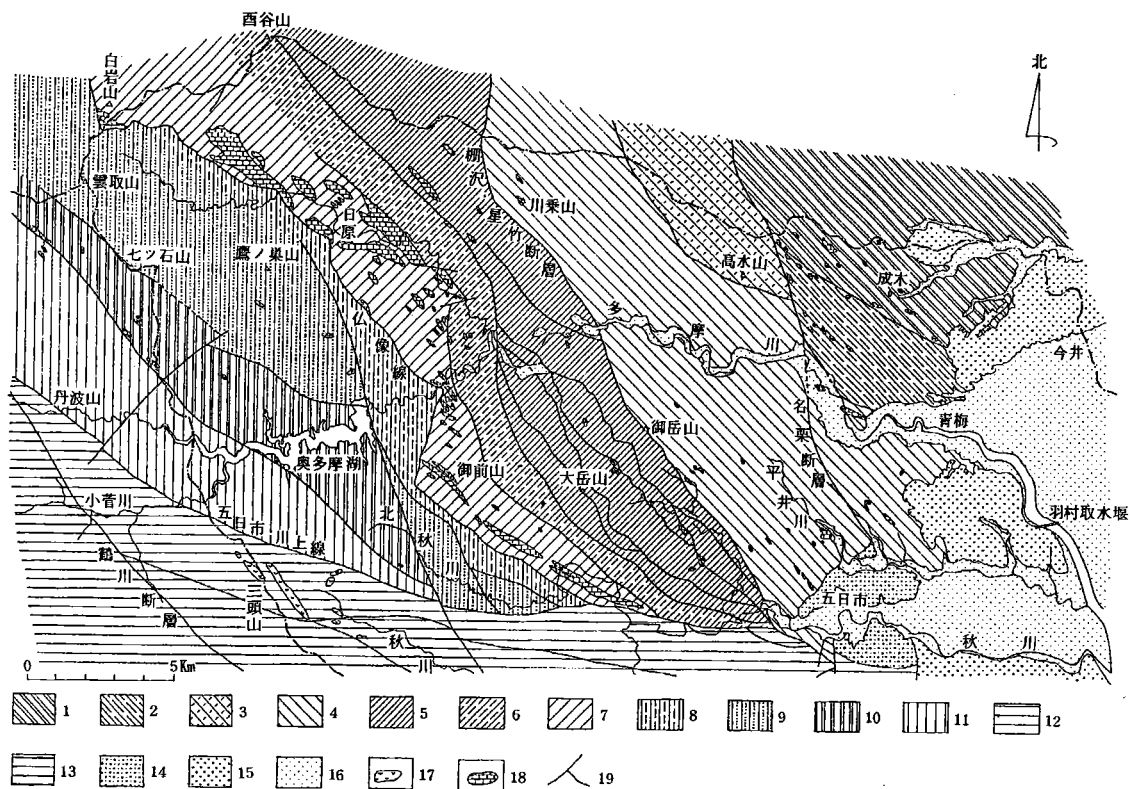 酉谷山
白岩山
北
雲取山
棚沢
星竹断層
川乗山
日原
七ツ石山
鷹ノ巣山
高水山
成木
多摩川
今井
仏像線
丹波山
名栗断層
青梅
御岳山
奥多摩湖
御前山
大岳山
平井川
小菅川
五日市川上線
北秋川
羽村取水堰
鶴川断層
三頭山
五日市
秋川
秋川
0 5 Km
1 2 3 4 5 6 7 8 9 10 11 12
13 14 15 16 17 18 19